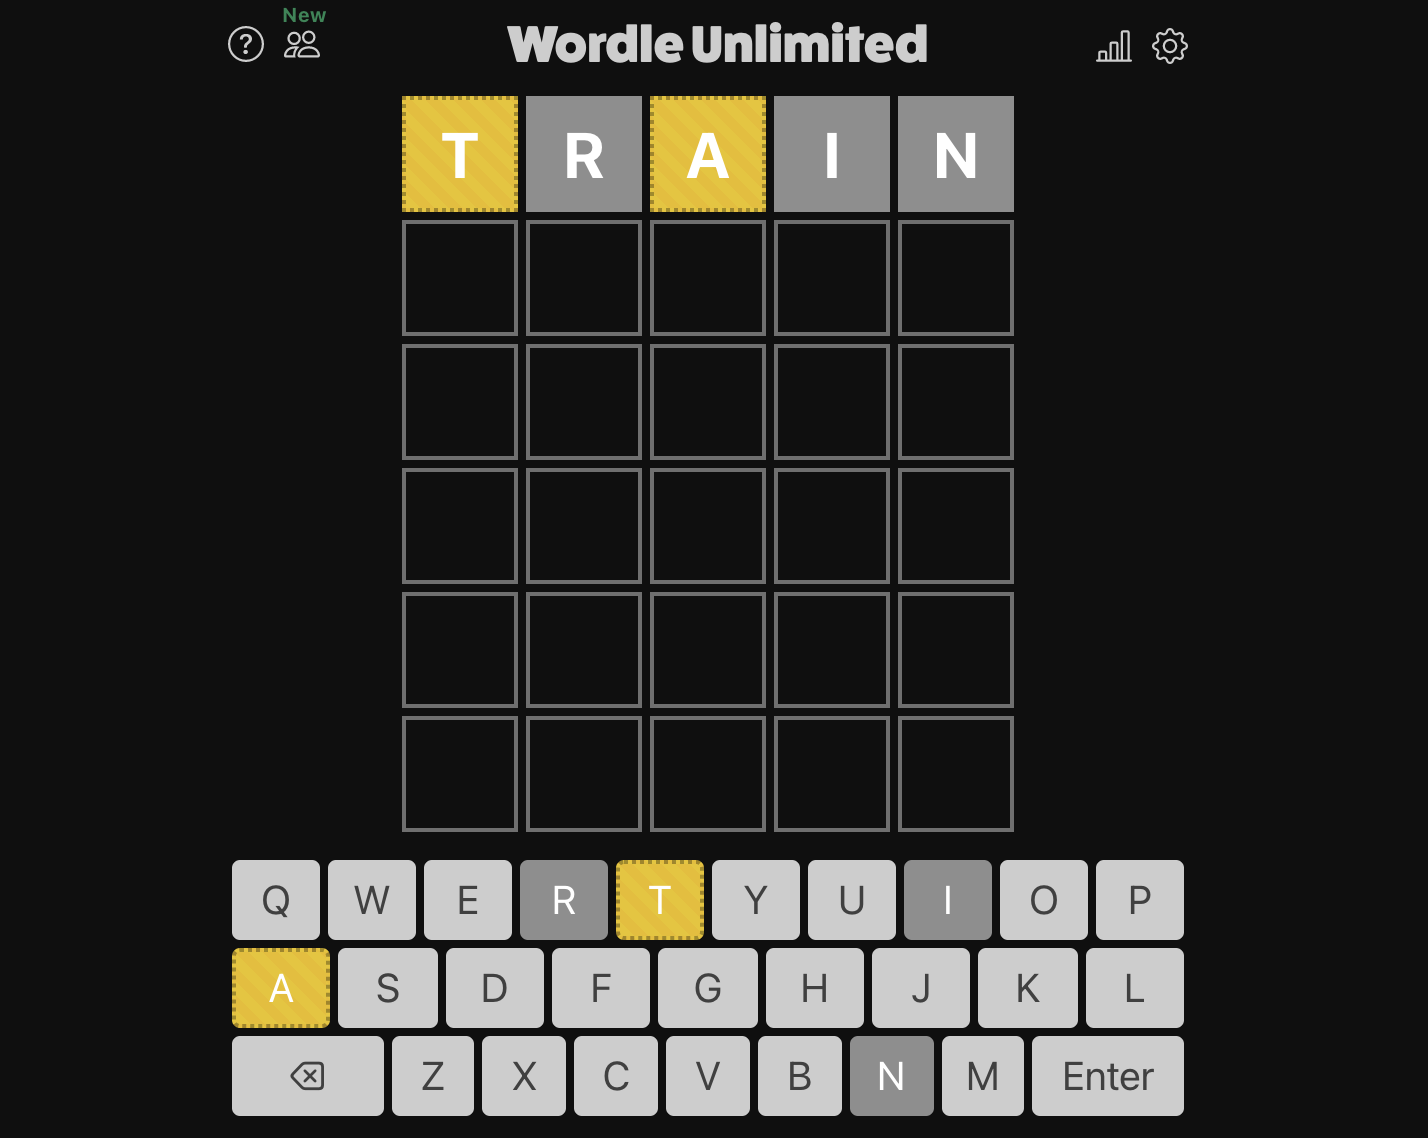 New
? Wordle Unlimited
T R A I N
Q W E R T Y U I O P
A S D F G H J K L
Z X C V B N M Enter